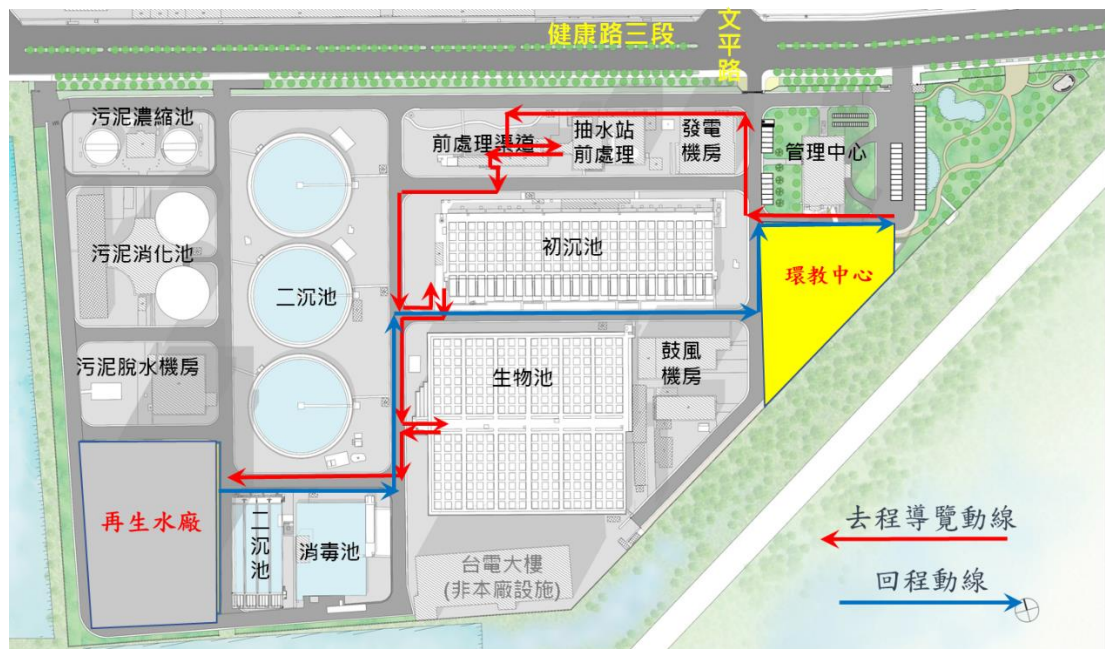 健康路三段
文平路
污泥濃縮池
前處理渠道
抽水站
前處理
發電
機房
管理中心
污泥消化池
二沉池
初沉池
環教中心
污泥脫水機房
生物池
鼓風
機房
再生水廠
二沉池
消毒池
台電大樓
(非本廠設施)
去程導覽動線
回程動線